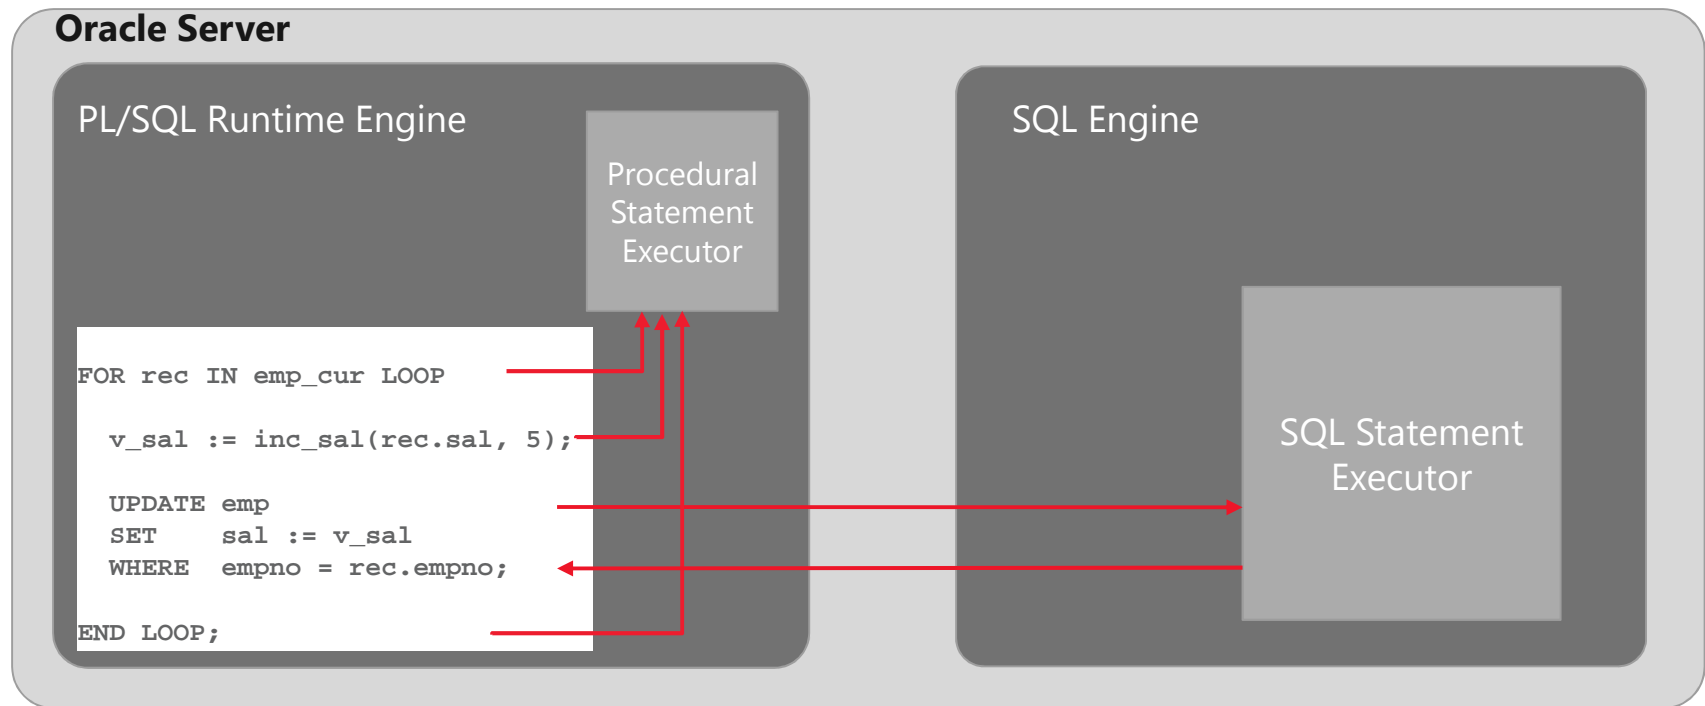 Oracle Server
PL/SQL Runtime Engine
Procedural
Statement
Executor
FOR rec IN emp_cur LOOP
v_sal := inc_sal(rec.sal, 5);
UPDATE emp
SET    sal := v_sal
WHERE  empno = rec.empno;
END LOOP;
SQL Engine
SQL Statement
Executor